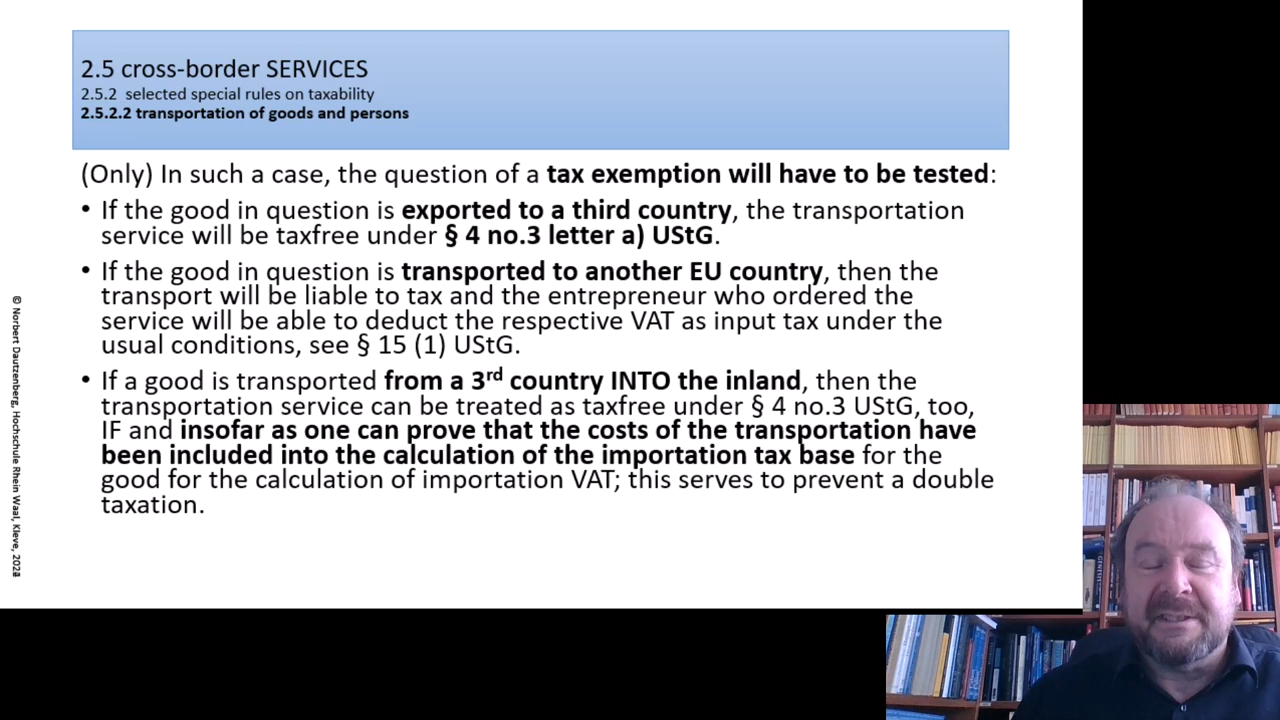 2.5 cross-border SERVICES
2.5.2 selected special rules on taxability
2.5.2.2 transportation of goods and persons
(Only) In such a case, the question of a tax exemption will have to be tested:
• If the good in question is exported to a third country, the transportation
service will be taxfree under § 4 no.3 letter a) UStG.
• If the good in question is transported to another EU country, then the
transport will be liable to tax and the entrepreneur who ordered the
service will be able to deduct the respective VAT as input tax under the
usual conditions, see § 15 (1) UStG.
• If a good is transported from a 3rd country INTO the inland, then the
transportation service can be treated as taxfree under § 4 no.3 UStG, too,
IF and insofar as one can prove that the costs of the transportation have
been included into the calculation of the importation tax base for the
good for the calculation of importation VAT; this serves to prevent a double
taxation.
© Norbert Dautzenberg, Hochschule Rhein Waal, Kleve,